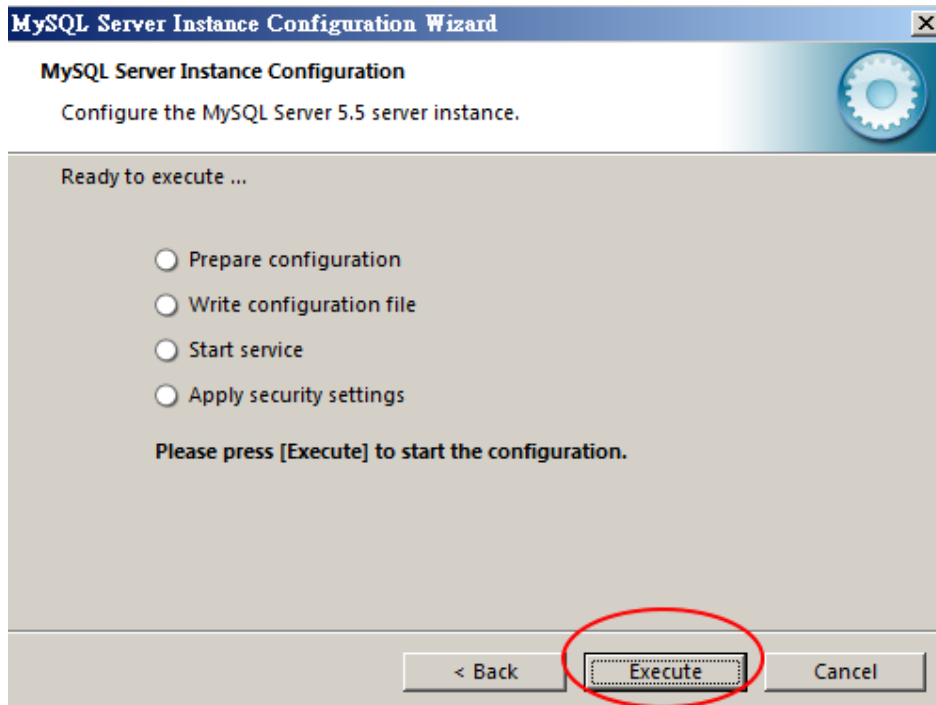 MySQL Server Instance Configuration Wizard
MySQL Server Instance Configuration
Configure the MySQL Server 5.5 server instance.
Ready to execute ...
Prepare configuration
Write configuration file
Start service
Apply security settings
Please press [Execute] to start the configuration.
< Back Execute Cancel